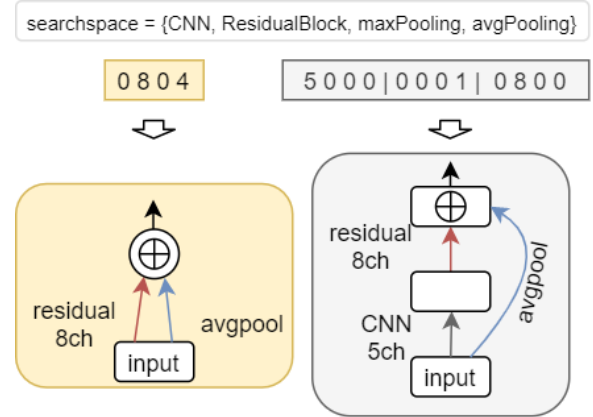 searchspace = {CNN, ResidualBlock, maxPooling, avgPooling}
0 8 0 4
5 0 0 0 | 0 0 0 1 | 0 8 0 0
residual
8ch
avgpool
input
residual
8ch
avgpool
CNN
5ch
input